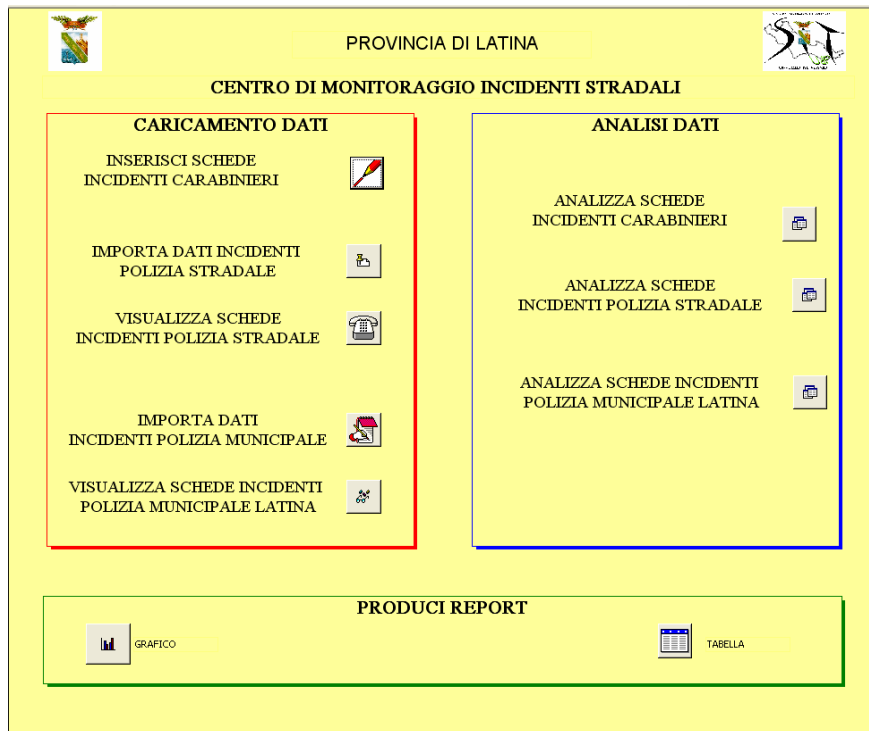 PROVINCIA DI LATINA
SIT
CENTRO DI MONITORAGGIO INCIDENTI STRADALI
CARICAMENTO DATI
INSERISCI SCHEDE
INCIDENTI CARABINIERI
IMPORTA DATI INCIDENTI
POLIZIA STRADALE
VISUALIZZA SCHEDE
INCIDENTI POLIZIA STRADALE
IMPORTA DATI
INCIDENTI POLIZIA MUNICIPALE
VISUALIZZA SCHEDE INCIDENTI
POLIZIA MUNICIPALE LATINA
ANALISI DATI
ANALIZZA SCHEDE
INCIDENTI CARABINIERI
ANALIZZA SCHEDE
INCIDENTI POLIZIA STRADALE
ANALIZZA SCHEDE INCIDENTI
POLIZIA MUNICIPALE LATINA
PRODUCI REPORT
GRAFICO
TABELLA